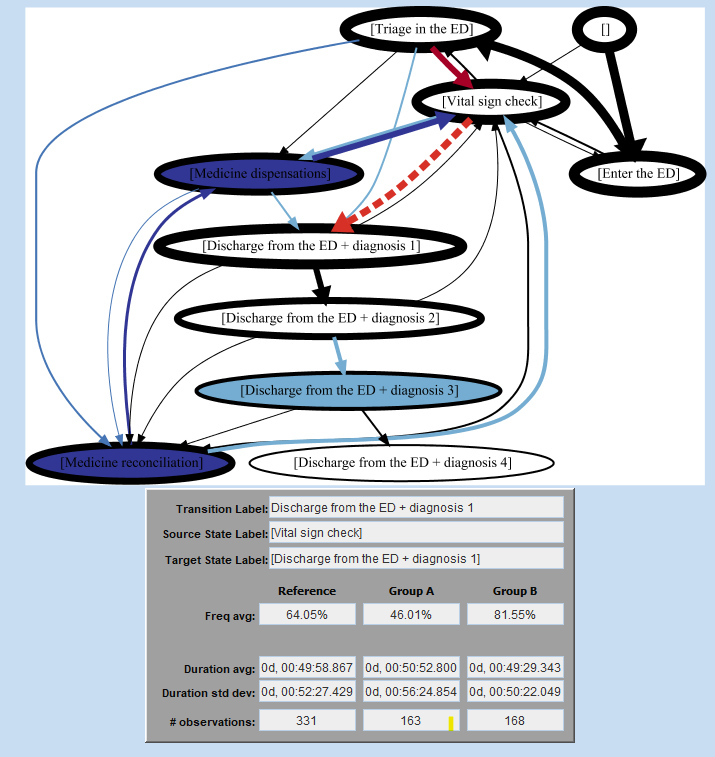 [Triage in the ED]
[]
[Vital sign check]
[Medicine dispensations]
[Enter the ED]
[Discharge from the ED + diagnosis 1]
[Discharge from the ED + diagnosis 2]
[Discharge from the ED + diagnosis 3]
[Medicine reconciliation]
[Discharge from the ED + diagnosis 4]
Transition Label: Discharge from the ED + diagnosis 1
Source State Label: [Vital sign check]
Target State Label: [Discharge from the ED + diagnosis 1]
Reference Group A Group B
Freq avg: 64.05% 46.01% 81.55%
Duration avg: 0d, 00:49:58.867 0d, 00:50:52.800 0d, 00:49:29.343
Duration std dev: 0d, 00:52:27.429 0d, 00:56:24.854 0d, 00:50:22.049
# observations: 331 163 168